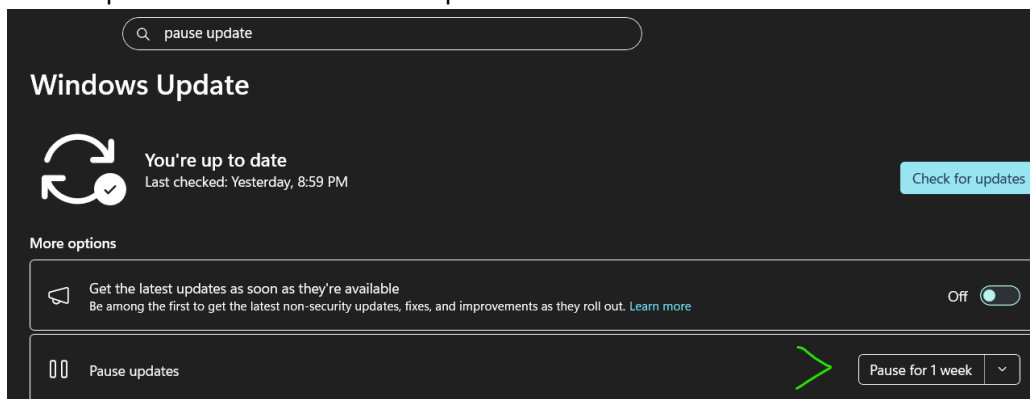 pause update
Windows Update
You're up to date
Last checked: Yesterday, 8:59 PM
Check for updates
More options
Get the latest updates as soon as they're available
Be among the first to get the latest non-security updates, fixes, and improvements as they roll out. Learn more
Off
Pause updates
Pause for 1 week